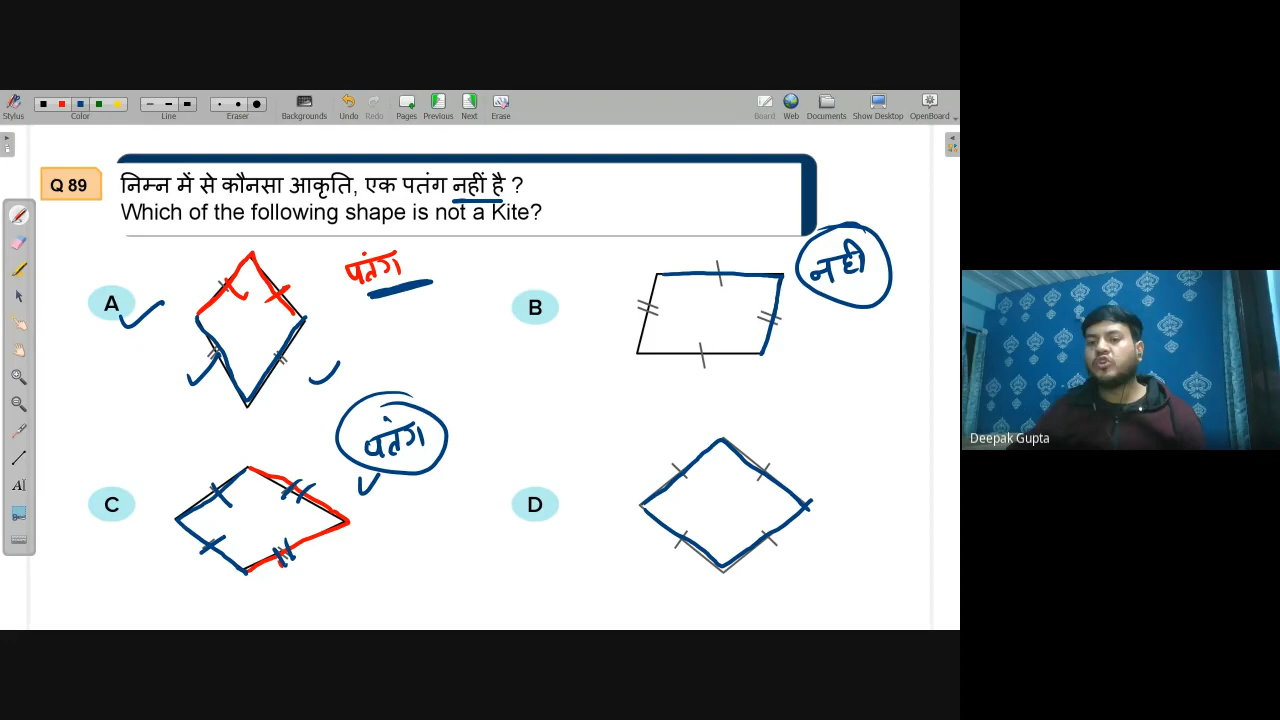 Stylus
Color
Line
Eraser
Backgrounds
Undo
Redo
Pages
Previous
Next
Erase
Board
Web
Documents
Show Desktop
OpenBoard
Q 89
निम्न में से कौनसा आकृति, एक पतंग नहीं है ?
Which of the following shape is not a Kite?
A
पतंग
B
नही
C
पतंग
D
Deepak Gupta